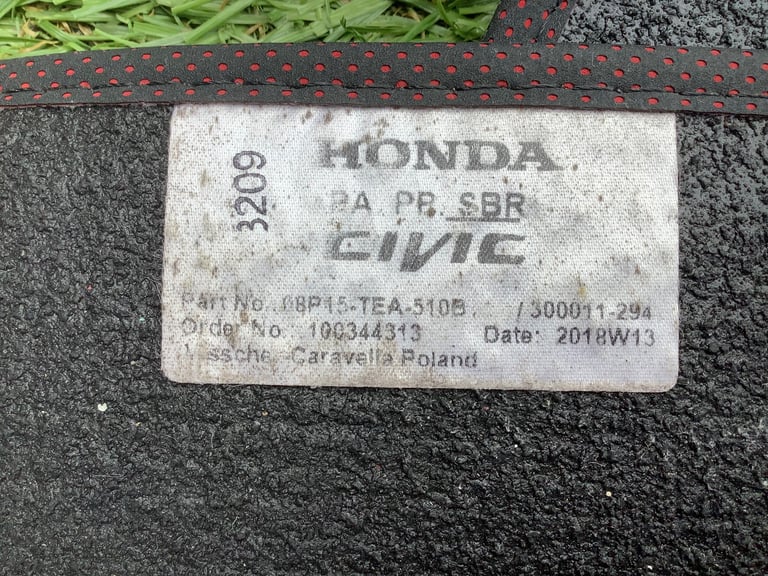 3209
HONDA
PA PP SBR
CIVIC
Part No.: 08P15-TEA-510B. / 300011-294
Order No.: 100344313 Date: 2018W13
Vissche. -Caravelle Poland